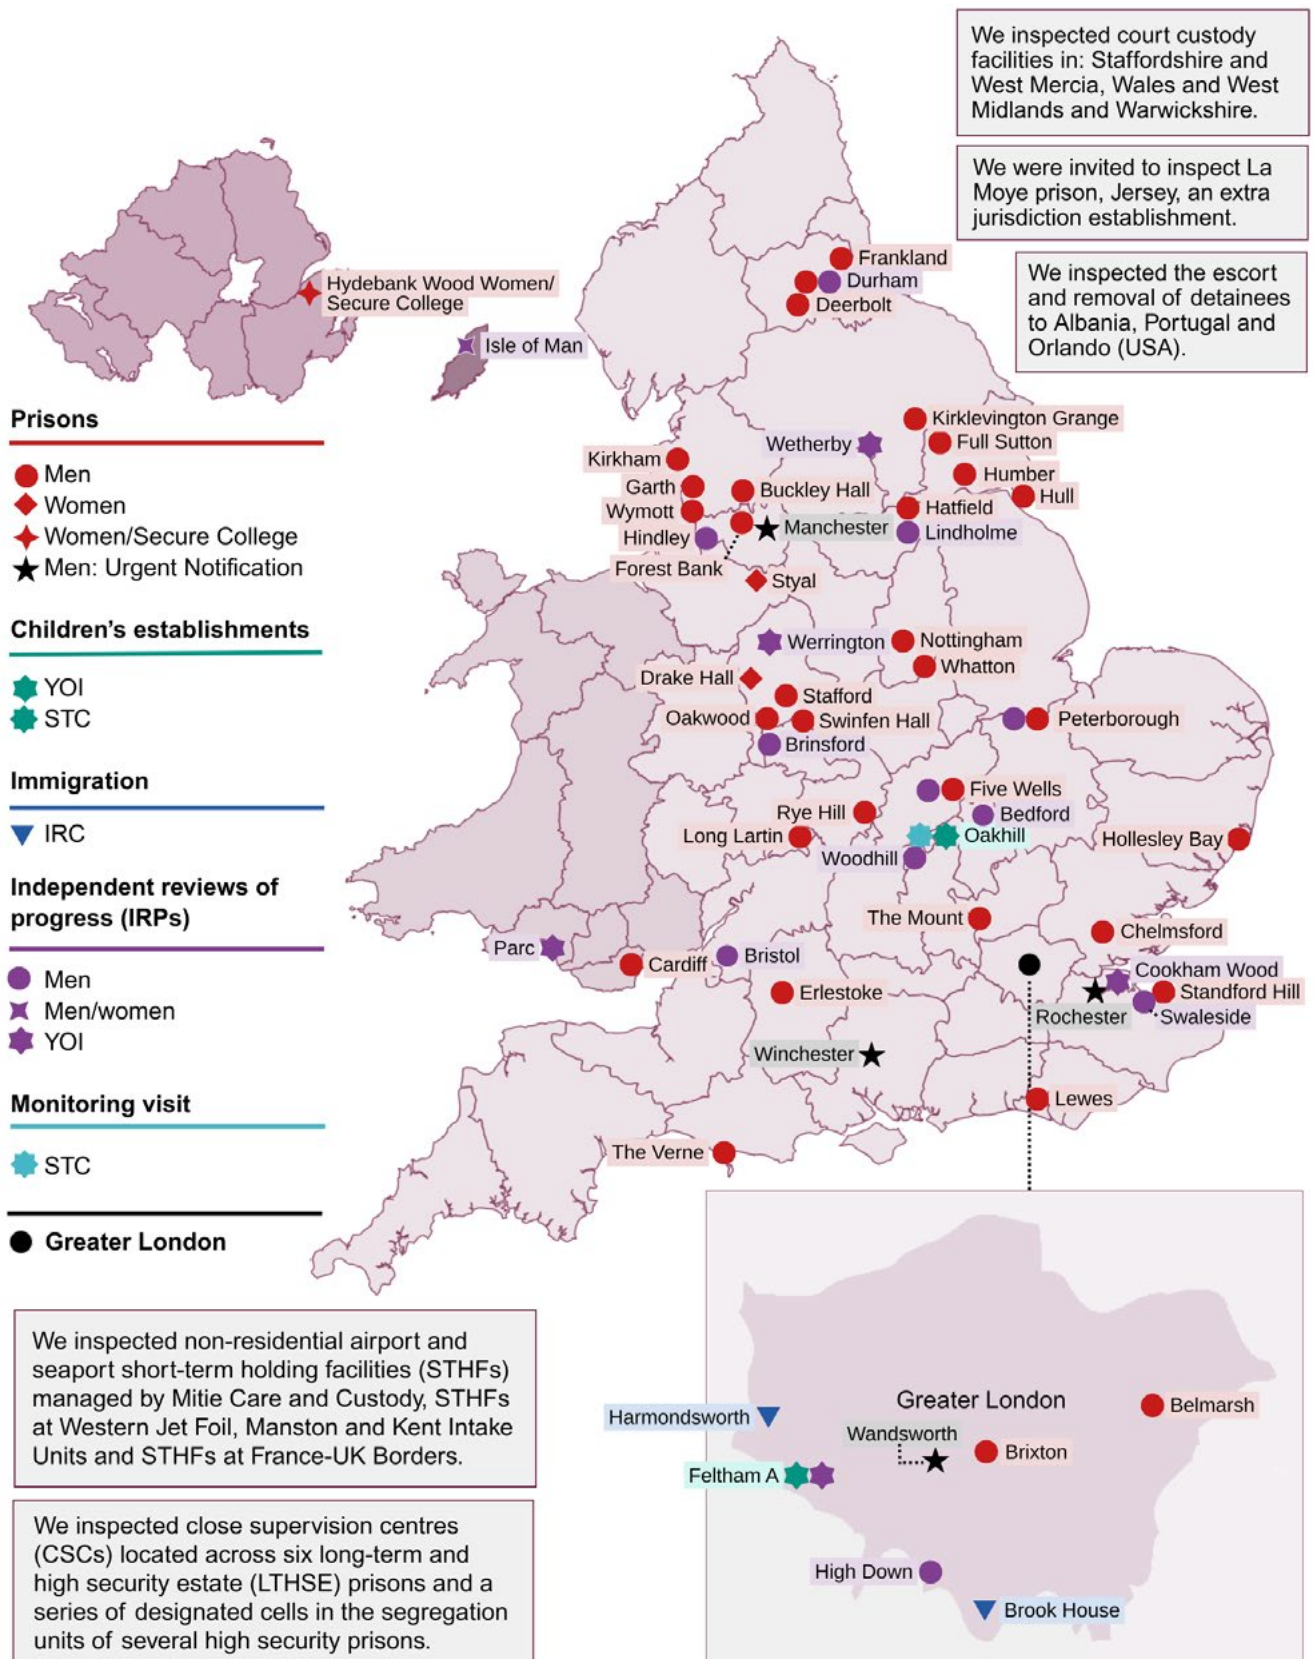 We inspected court custody
facilities in: Staffordshire and
West Mercia, Wales and West
Midlands and Warwickshire.
We were invited to inspect La
Moye prison, Jersey, an extra
jurisdiction establishment.
We inspected the escort
and removal of detainees
to Albania, Portugal and
Orlando (USA).
Frankland
Durham
Deerbolt
Hydebank Wood Women/
Secure College
Isle of Man
Prisons
Men
Women
Women/Secure College
Men: Urgent Notification
Children's establishments
YOI
STC
Immigration
IRC
Independent reviews of
progress (IRPs)
Men
Men/women
YOI
Monitoring visit
STC
Greater London
Kirklevington Grange
Wetherby
Full Sutton
Kirkham
Humber
Garth
Buckley Hall
Hull
Wymott
Hatfield
Manchester
Hindley
Lindholme
Forest Bank
Styal
Werrington
Nottingham
Whatton
Drake Hall
Stafford
Oakwood
Swinfen Hall
Peterborough
Brinsford
Five Wells
Rye Hill
Bedford
Long Lartin
Oakhill
Hollesley Bay
Woodhill
The Mount
Chelmsford
Parc
Cardiff
Bristol
Cookham Wood
Erlestoke
Standford Hill
Rochester
Swaleside
Winchester
Lewes
The Verne
Greater London
Harmondsworth
Belmarsh
Wandsworth
Brixton
Feltham A
High Down
Brook House
We inspected non-residential airport and
seaport short-term holding facilities (STHFs)
managed by Mitie Care and Custody, STHFs
at Western Jet Foil, Manston and Kent Intake
Units and STHFs at France-UK Borders.
We inspected close supervision centres
(CSCs) located across six long-term and
high security estate (LTHSE) prisons and a
series of designated cells in the segregation
units of several high security prisons.